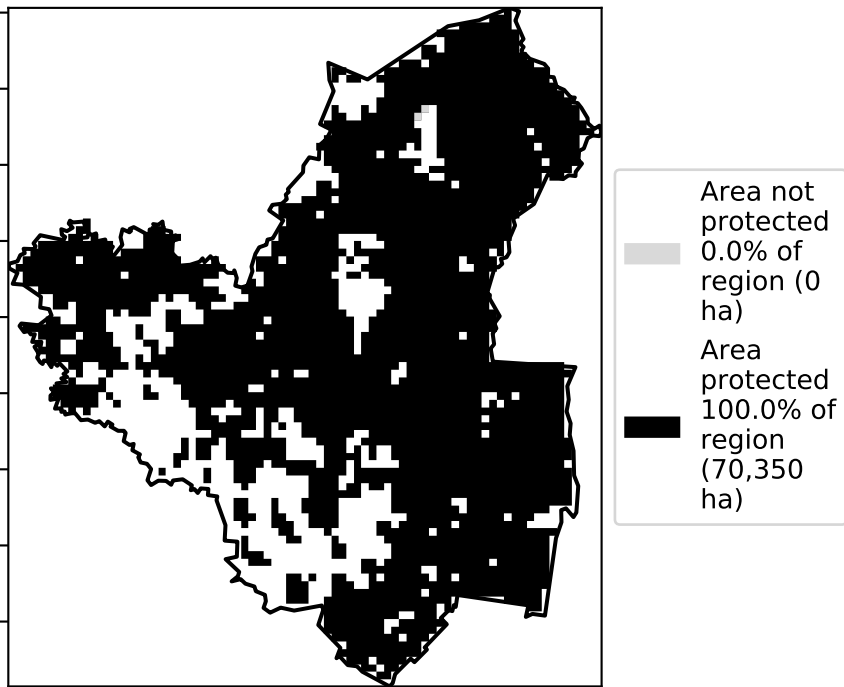 Area not
protected
0.0% of
region (0
ha)
Area
protected
100.0% of
region
(70,350
ha)